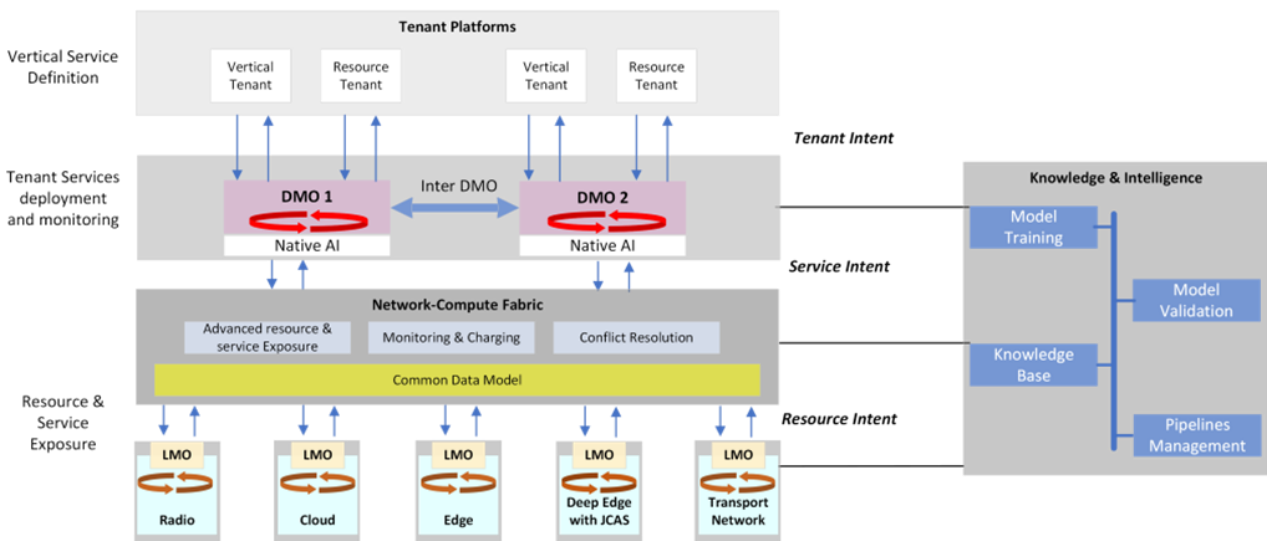 Tenant Platforms
Vertical Service
Definition
Vertical
Tenant
Resource
Tenant
Vertical
Tenant
Resource
Tenant
Tenant Intent
Tenant Services
deployment
and monitoring
DMO 1
Native AI
Inter DMO
DMO 2
Native AI
Service Intent
Network-Compute Fabric
Advanced resource &
service Exposure
Monitoring & Charging
Conflict Resolution
Common Data Model
Resource &
Service
Exposure
Resource Intent
LMO
Radio
LMO
Cloud
LMO
Edge
LMO
Deep Edge
with JCAS
LMO
Transport
Network
Knowledge & Intelligence
Model
Training
Model
Validation
Knowledge
Base
Pipelines
Management